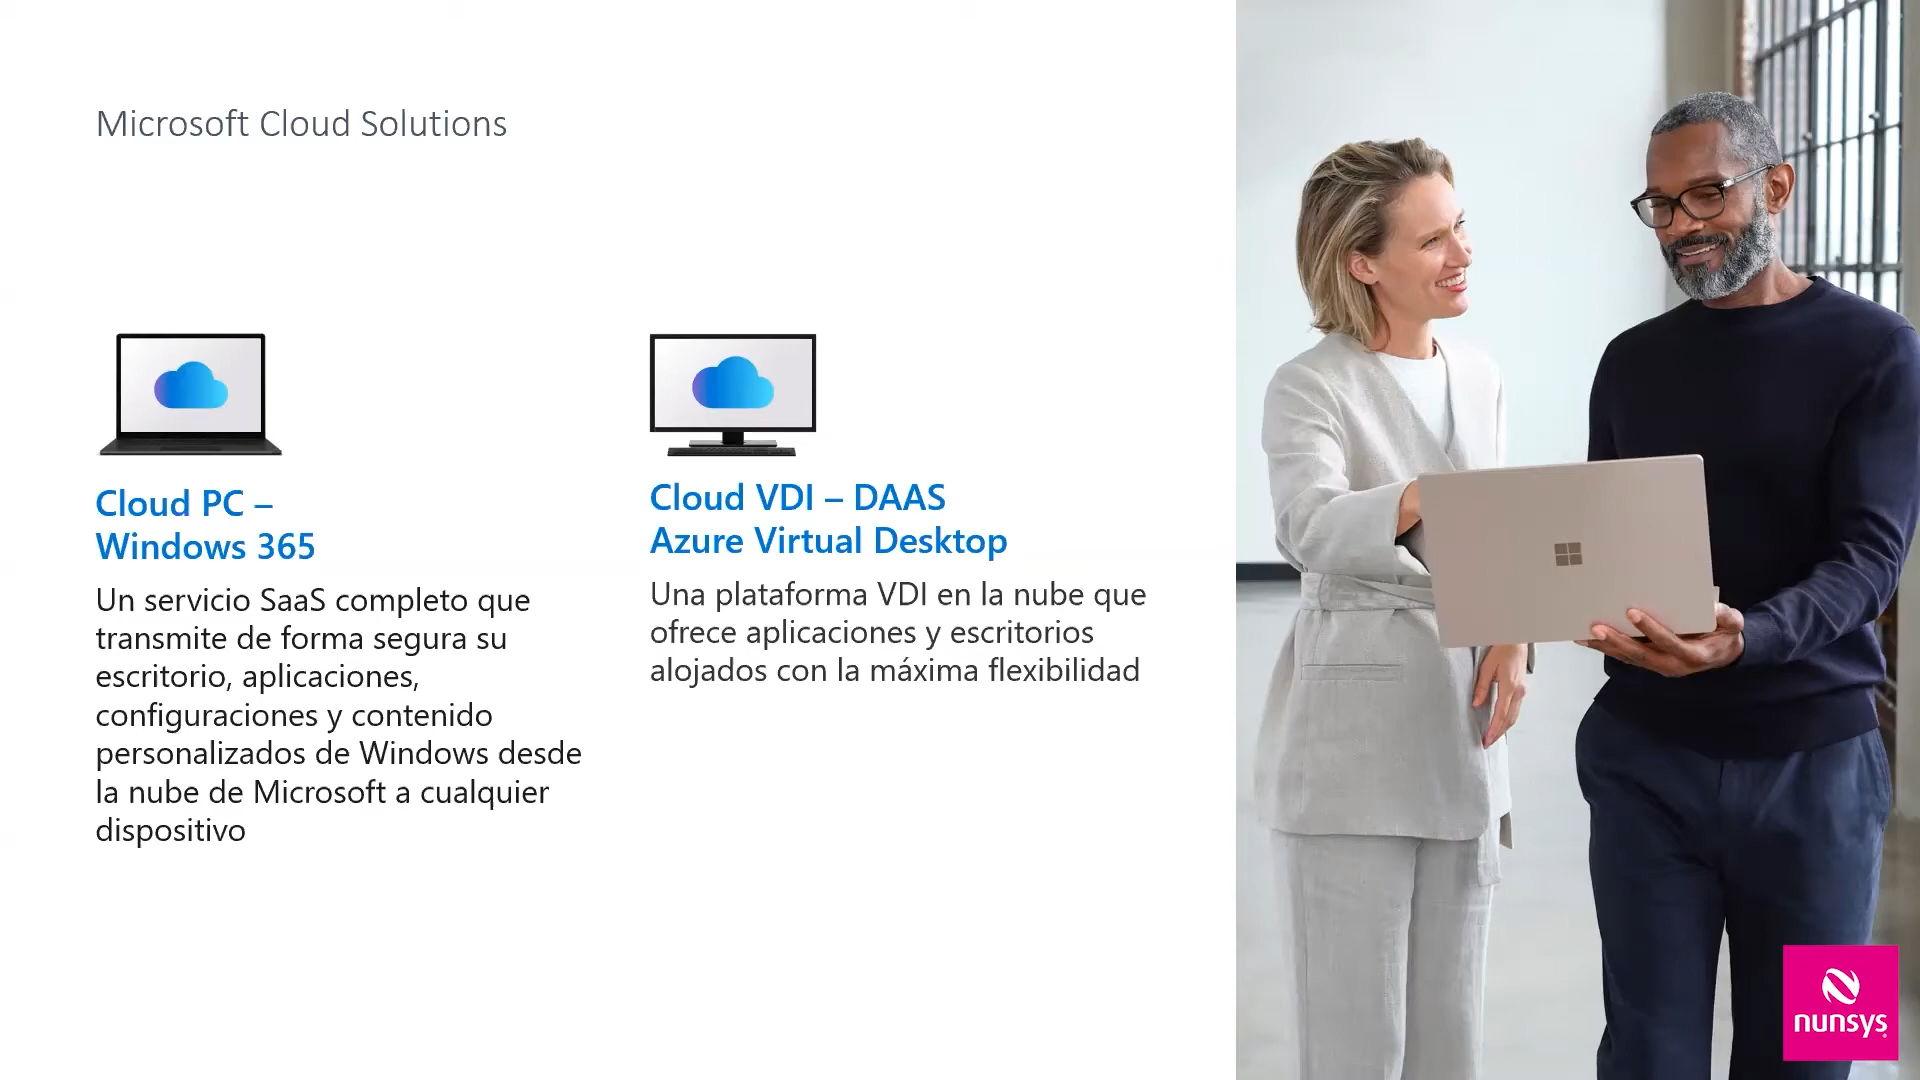 Microsoft Cloud Solutions
Cloud PC –
Windows 365
Un servicio SaaS completo que
transmite de forma segura su
escritorio, aplicaciones,
configuraciones y contenido
personalizados de Windows desde
la nube de Microsoft a cualquier
dispositivo
Cloud VDI – DAAS
Azure Virtual Desktop
Una plataforma VDI en la nube que
ofrece aplicaciones y escritorios
alojados con la máxima flexibilidad
nunsys